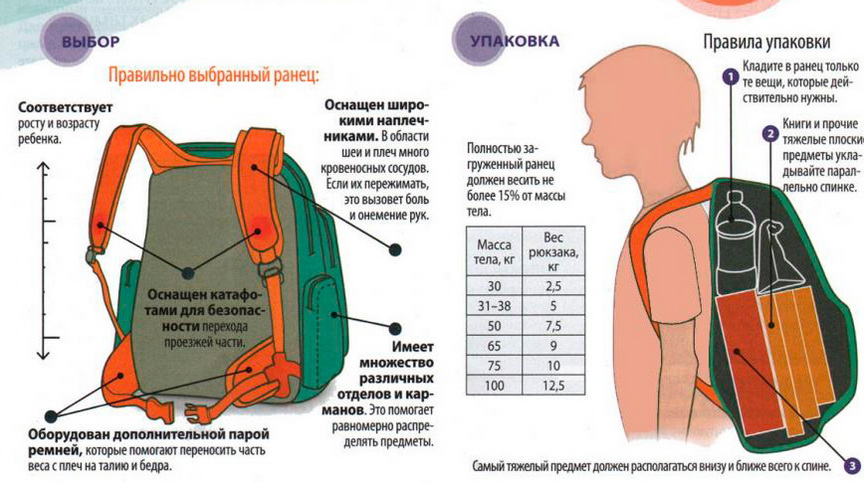 ВЫБОР
Правильно выбранный ранец:
Соответствует
росту и возрасту
ребенка.
Оснащен широ-
кими наплеч-
никами. В области
шеи и плеч много
кровеносных сосудов.
Если их пережимать,
это вызовет боль
и онемение рук.
Оснащен катафо-
тами для безопас-
ности перехода
проезжей части.
Имеет
множество
различных
отделов и кар-
манов. Это помогает
равномерно распре-
делять предметы.
Оборудован дополнительной парой
ремней, которые помогают переносить часть
веса с плеч на талию и бедра.
УПАКОВКА
Правила упаковки
1
Кладите в ранец только
те вещи, которые дей-
ствительно нужны.
2
Книги и прочие
тяжелые плоские
предметы укла-
дывайте парал-
лельно спинке.
Полностью за-
груженный ранец
должен весить не
более 15% от массы
тела.
Масса тела, кг Вес рюкзака, кг
30 2,5
31–38 5
50 7,5
65 9
75 10
100 12,5
Самый тяжелый предмет должен располагаться внизу и ближе всего к спине. 3